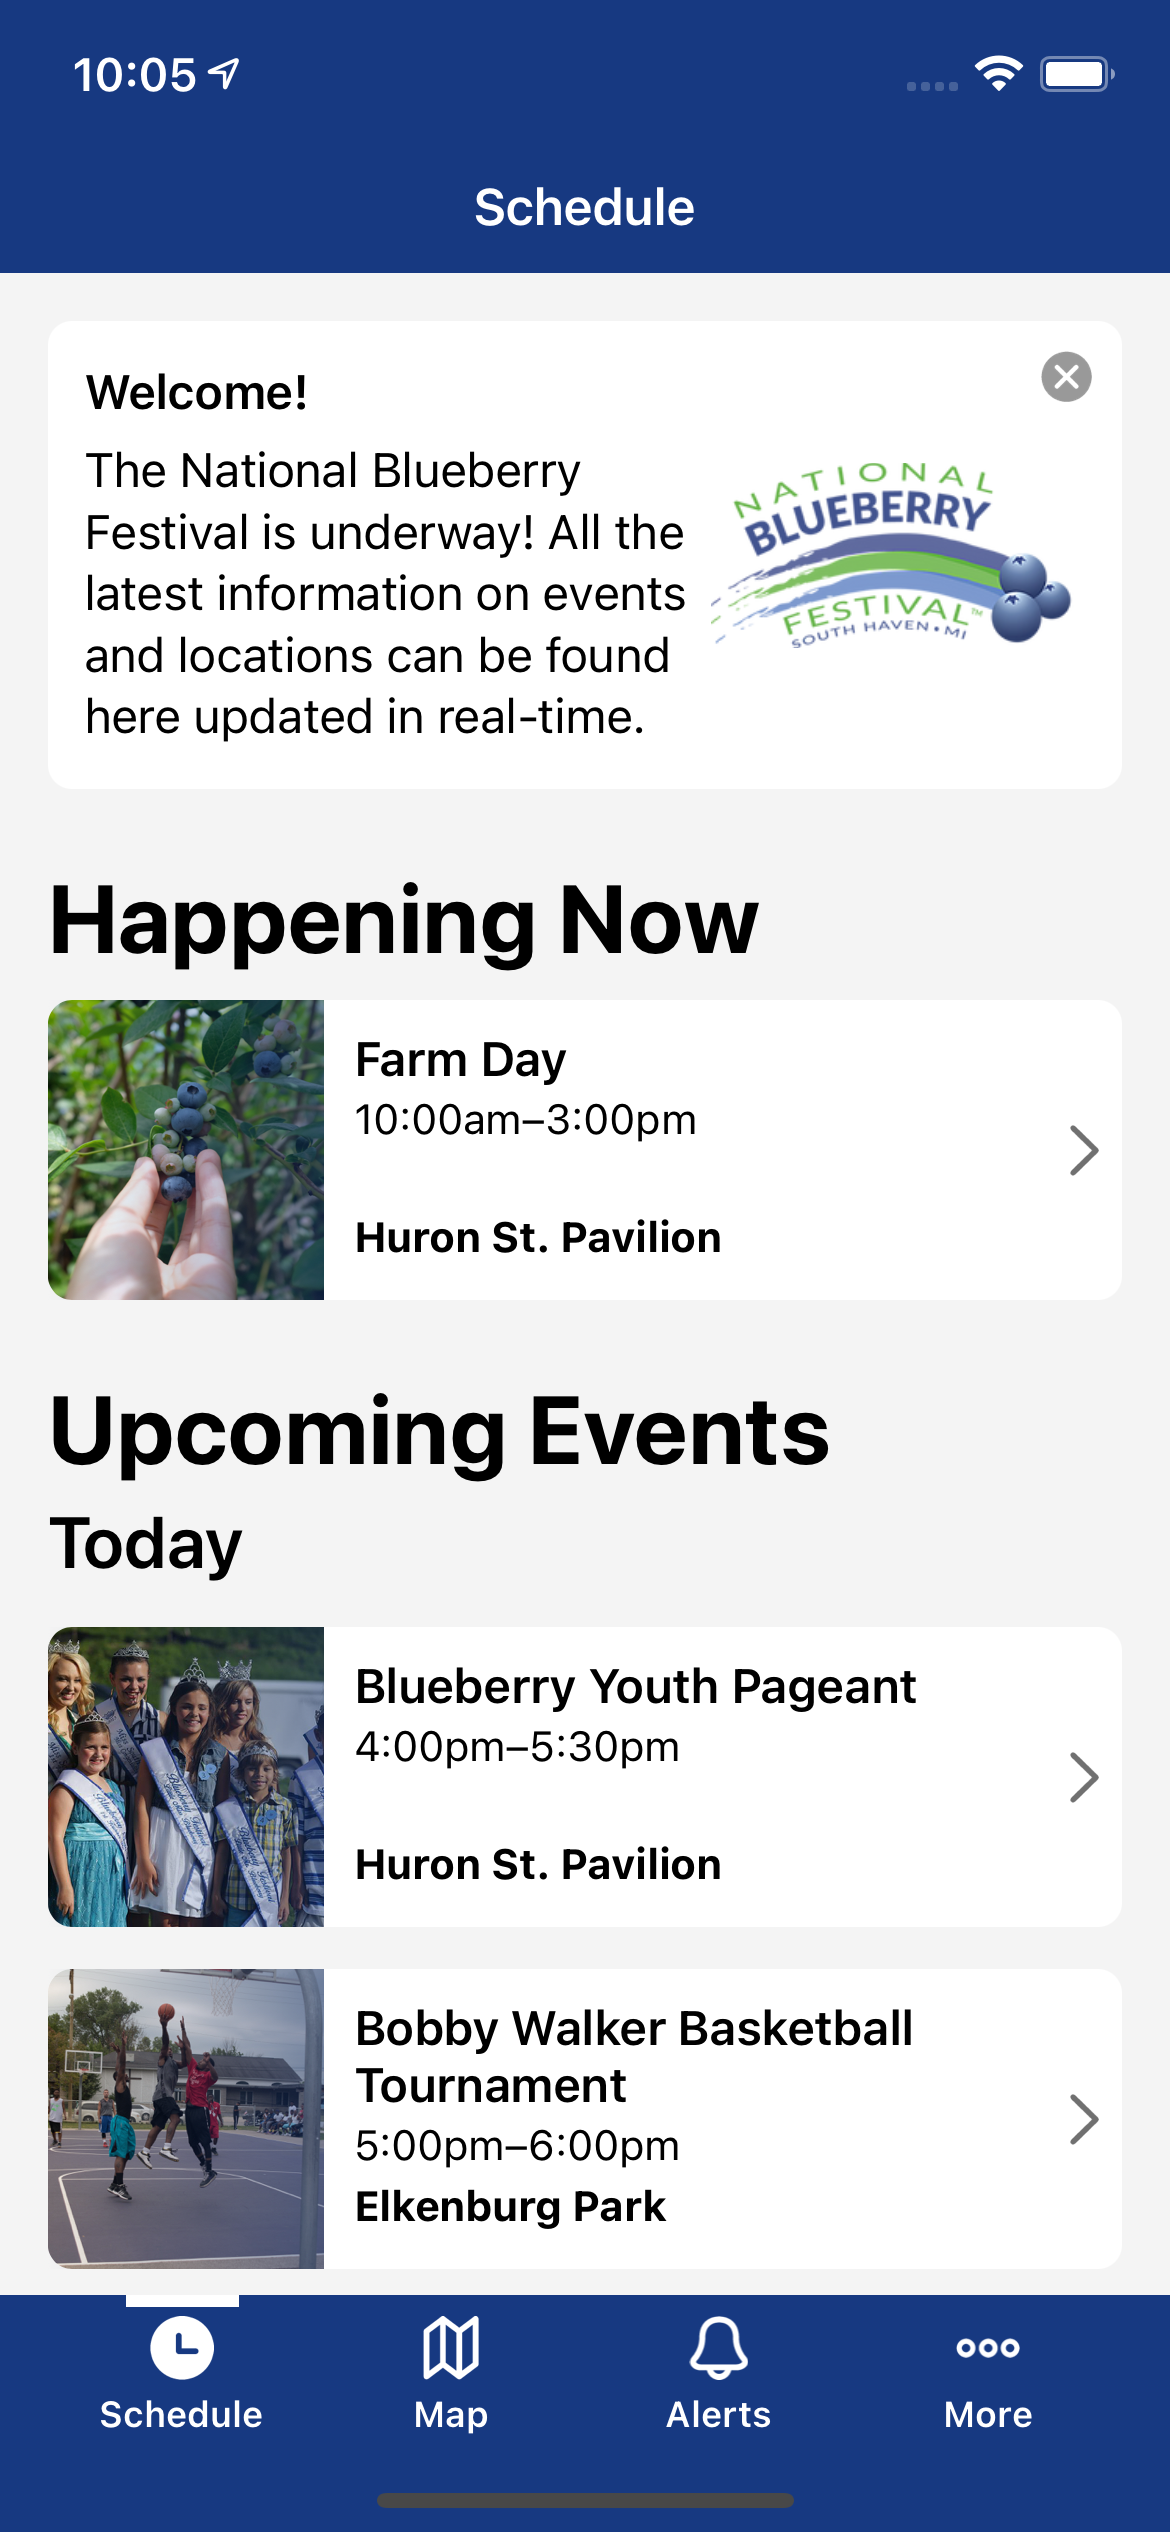 10:05
Schedule
Welcome!
The National Blueberry
Festival is underway! All the
latest information on events
and locations can be found
here updated in real-time.
NATIONAL
BLUEBERRY
FESTIVAL™
SOUTH HAVEN • MI
Happening Now
Farm Day
10:00am–3:00pm
Huron St. Pavilion
Upcoming Events
Today
Blueberry Youth Pageant
4:00pm–5:30pm
Huron St. Pavilion
Bobby Walker Basketball
Tournament
5:00pm–6:00pm
Elkenburg Park
Schedule
Map
Alerts
More